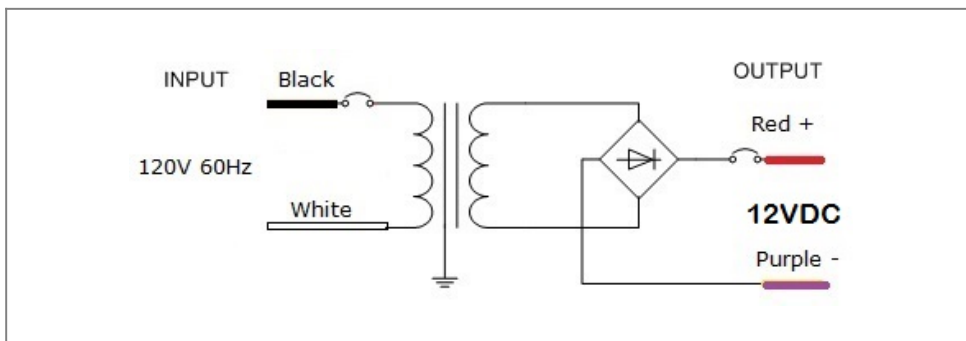 INPUT
Black
OUTPUT
Red +
120V 60Hz
White
12VDC
Purple -